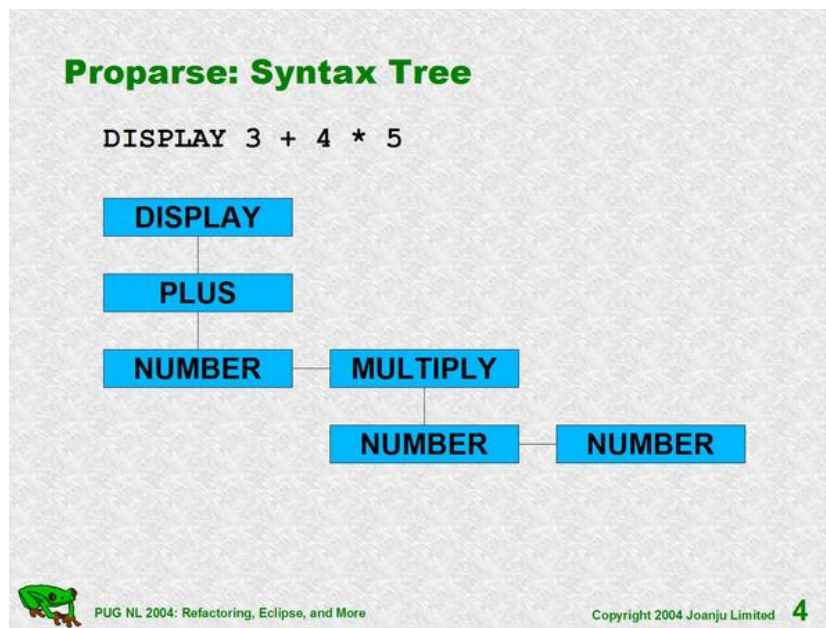 Proparse: Syntax Tree
DISPLAY 3 + 4 * 5
DISPLAY
PLUS
NUMBER
MULTIPLY
NUMBER
NUMBER
PUG NL 2004: Refactoring, Eclipse, and More
Copyright 2004 Joanju Limited
4